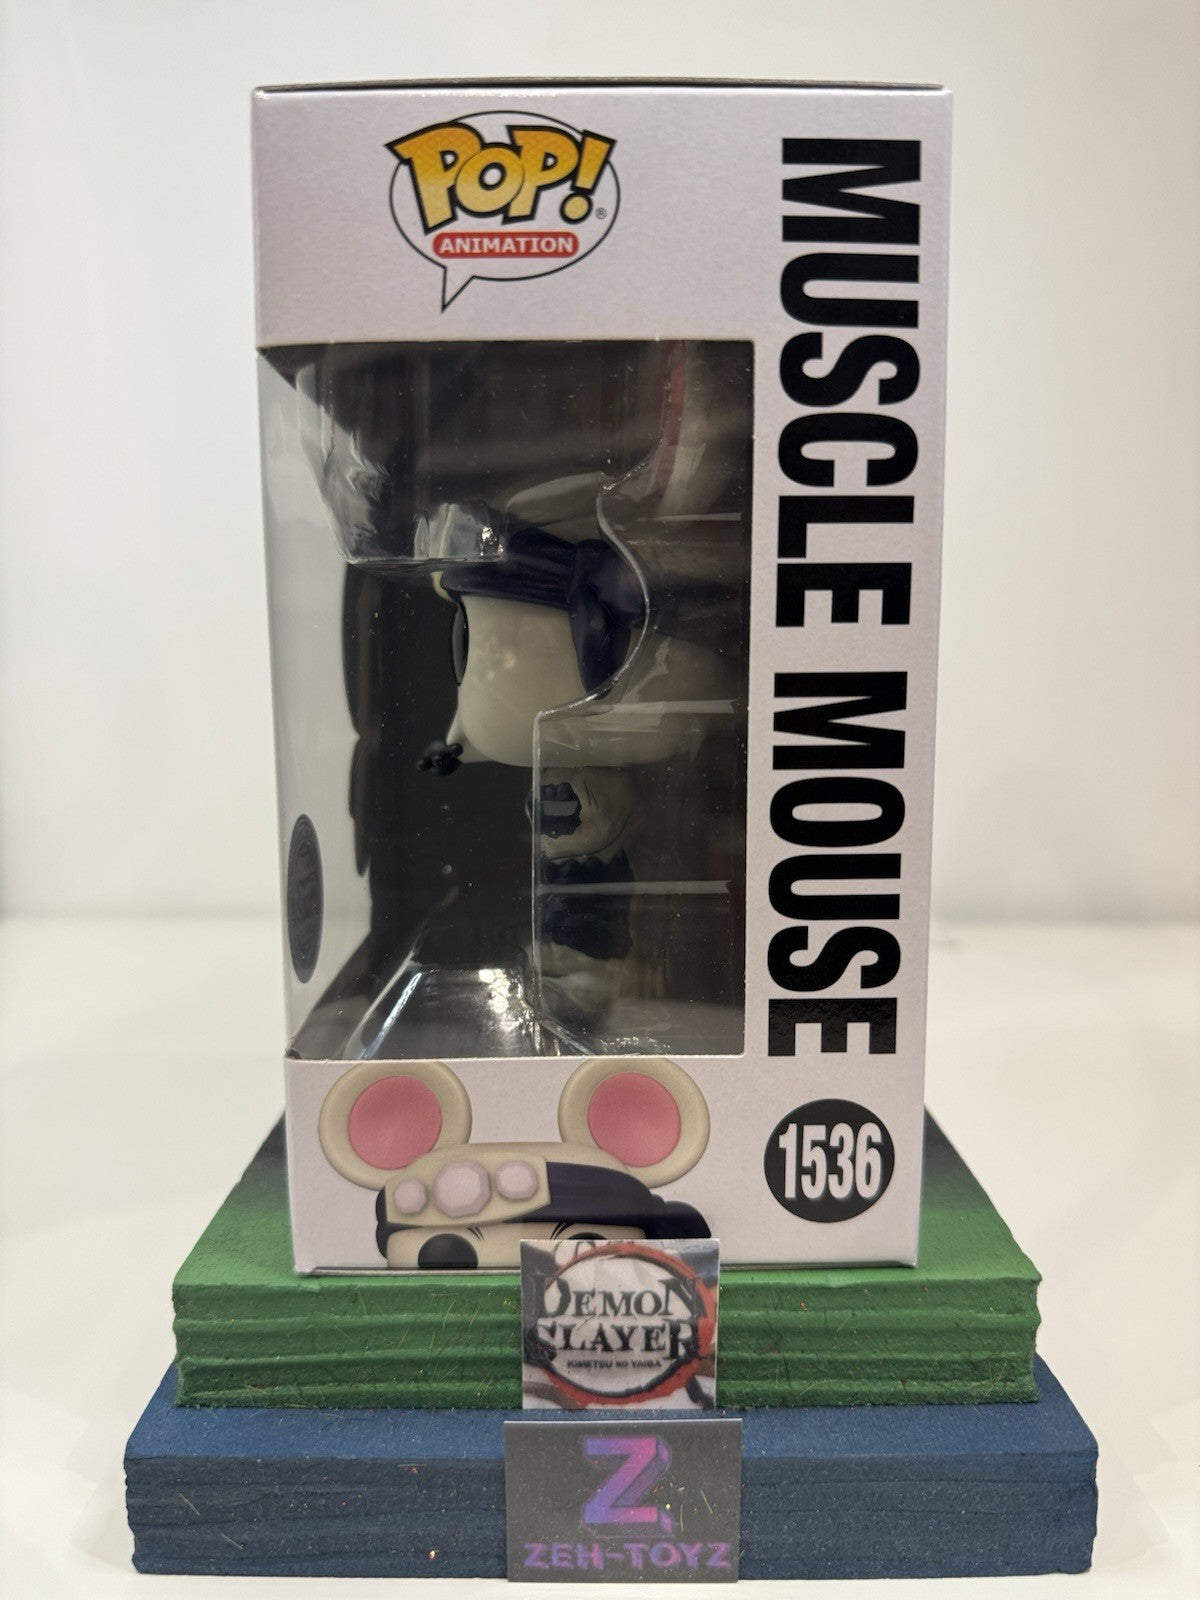 POP!
®
ANIMATION
MUSCLE MOUSE
1536
DEMON
SLAYER
KIMETSU NO YAIBA
Z
ZEH-TOYZ